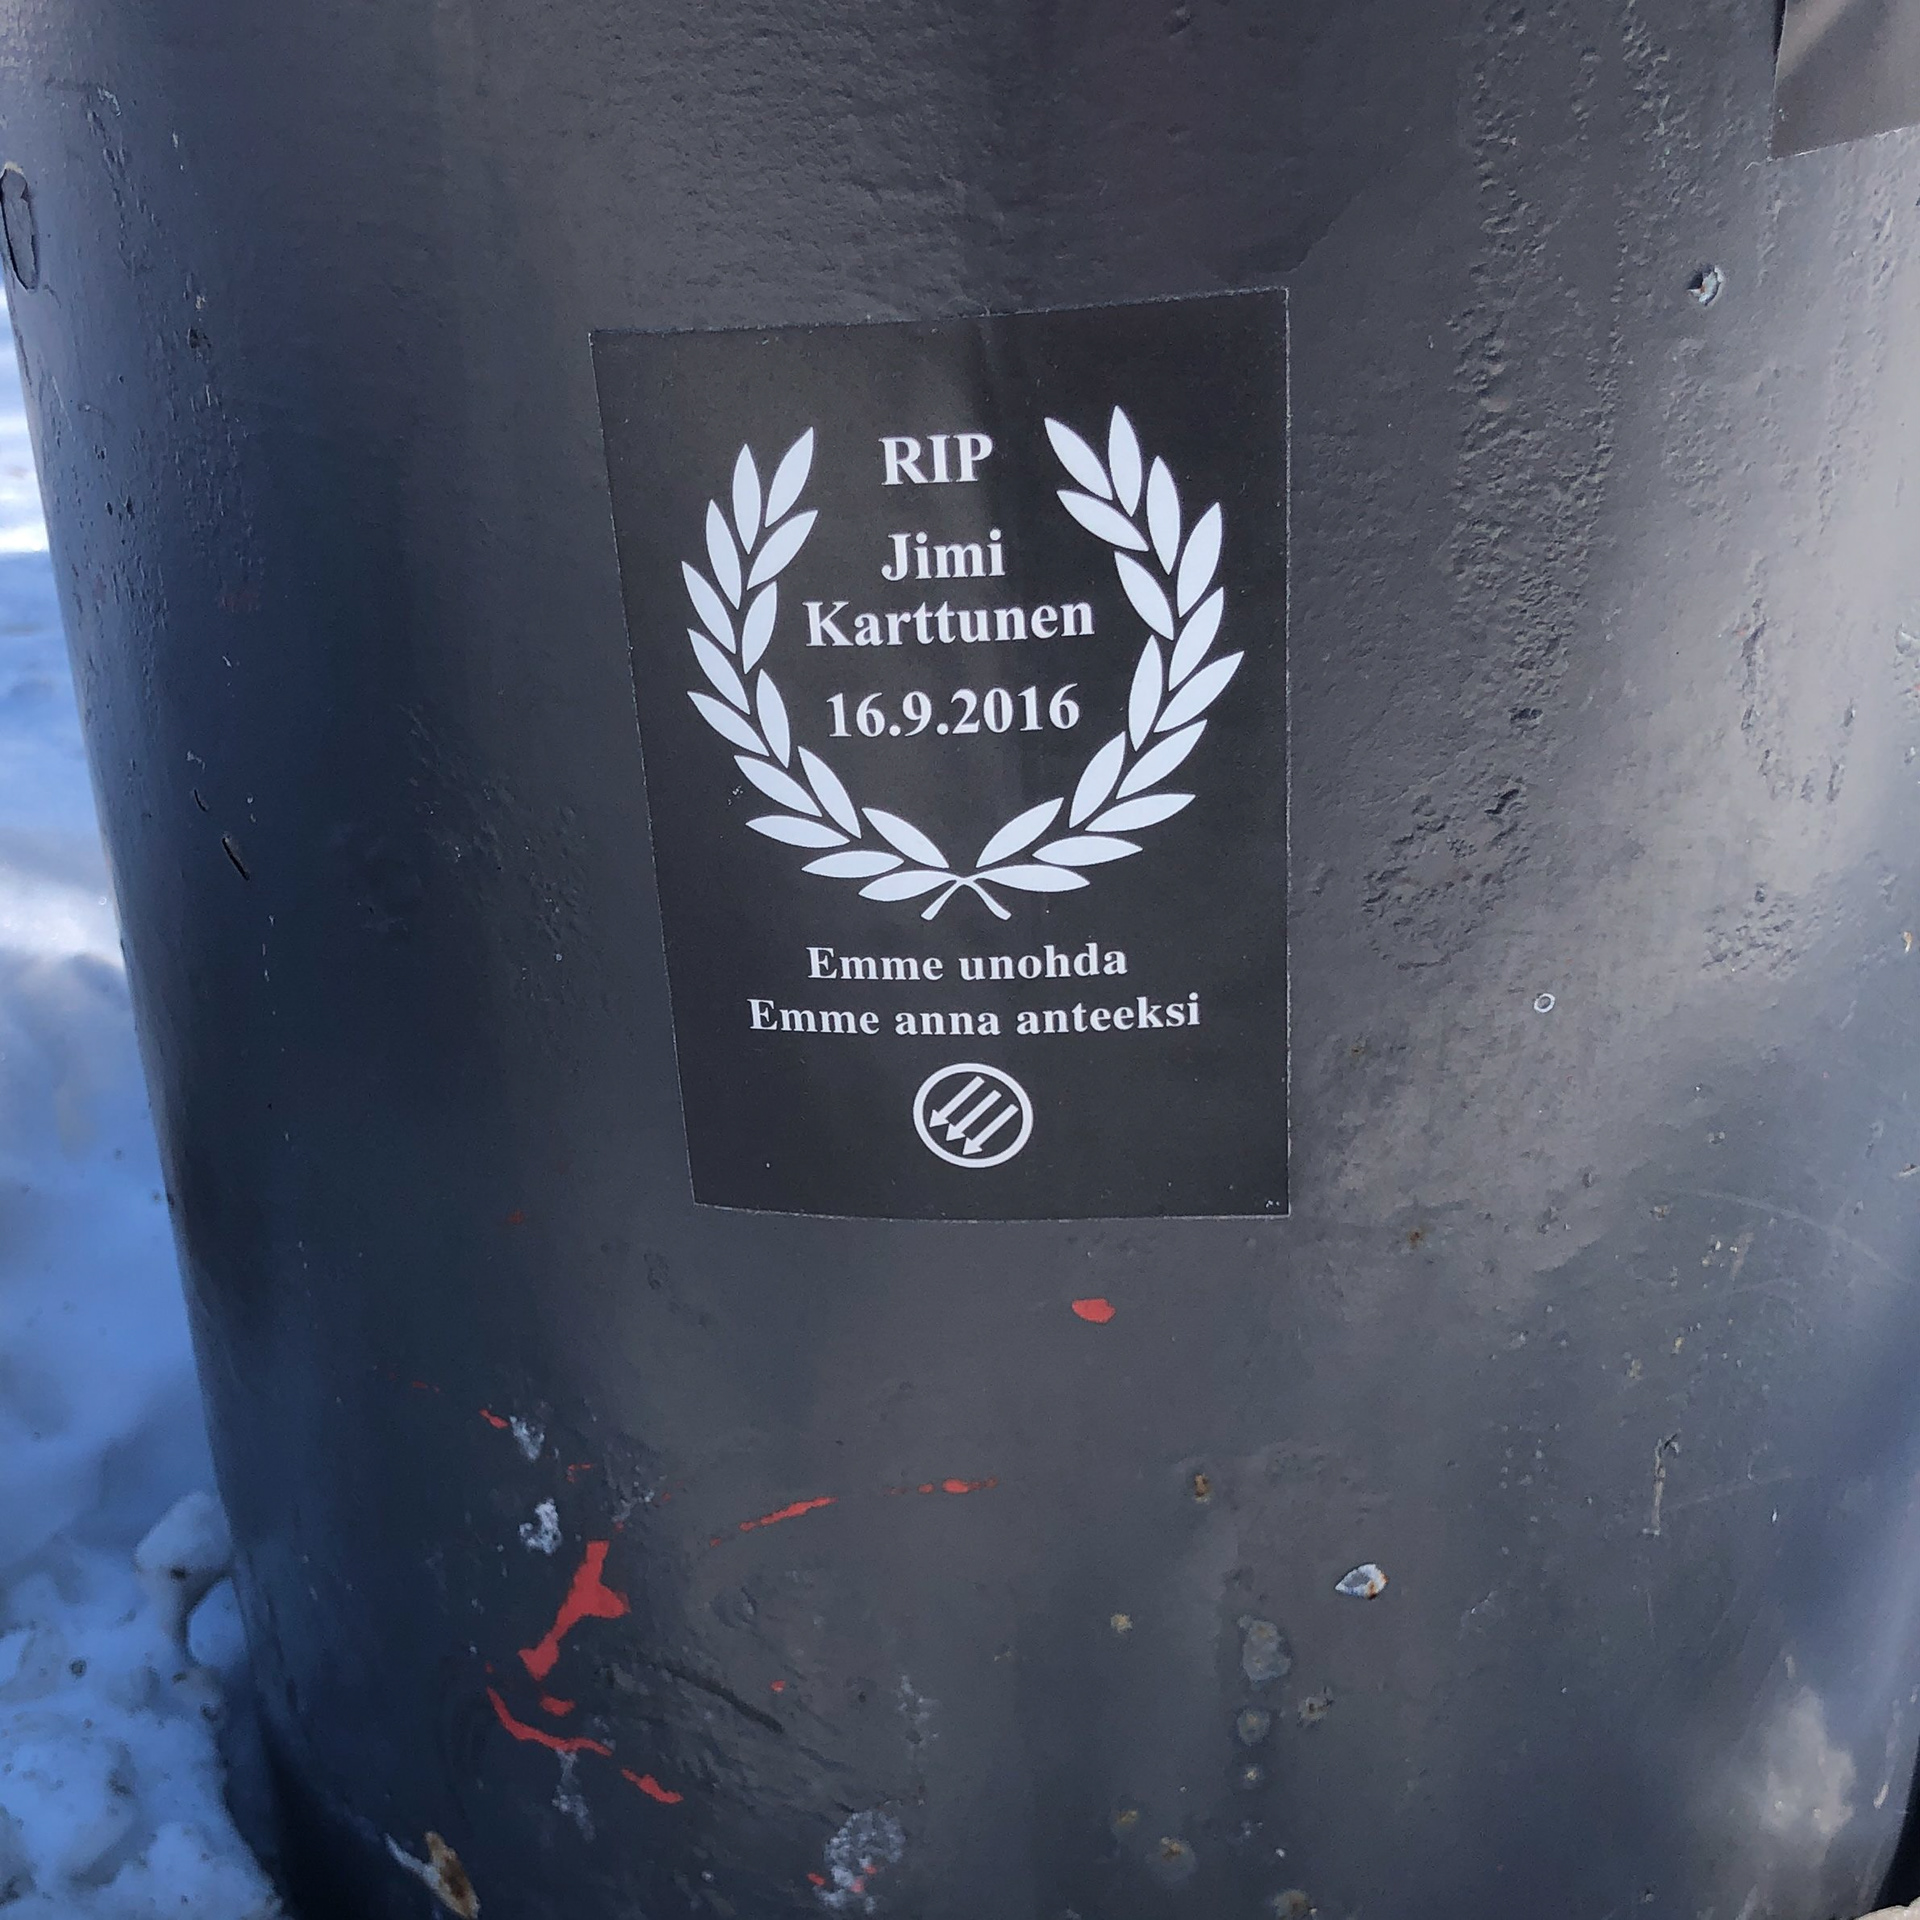 RIP
Jimi
Karttunen
16.9.2016
Emme unohda
Emme anna anteeksi